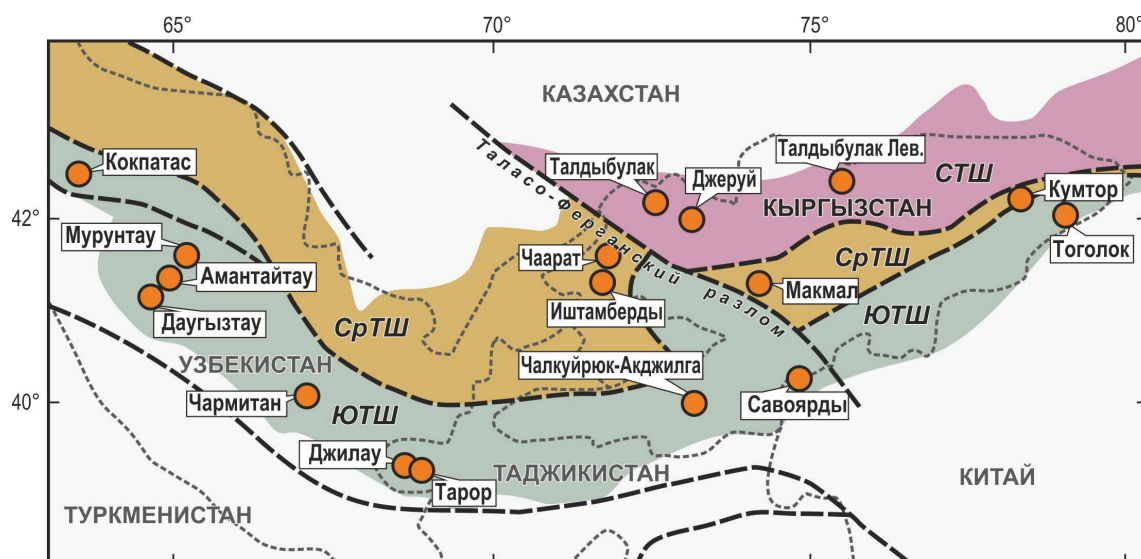 65°
70°
75°
80°
КАЗАХСТАН
Кокпатас
Талдыбулак
Талдыбулак Лев.
СТШ
Джеруй
Кумтор
42°
42°
КЫРГЫЗСТАН
Таласо-Ферганский разлом
Мурунтау
Чаарат
СрТШ
Тоголок
Амантайтау
Макмал
Иштамберды
ЮТШ
Даугызтау
СрТШ
УЗБЕКИСТАН
Чалкуйрюк-Акджилга
40°
40°
Чармитан
ЮТШ
Савоярды
Джилау
ТАДЖИКИСТАН
КИТАЙ
Тарор
ТУРКМЕНИСТАН